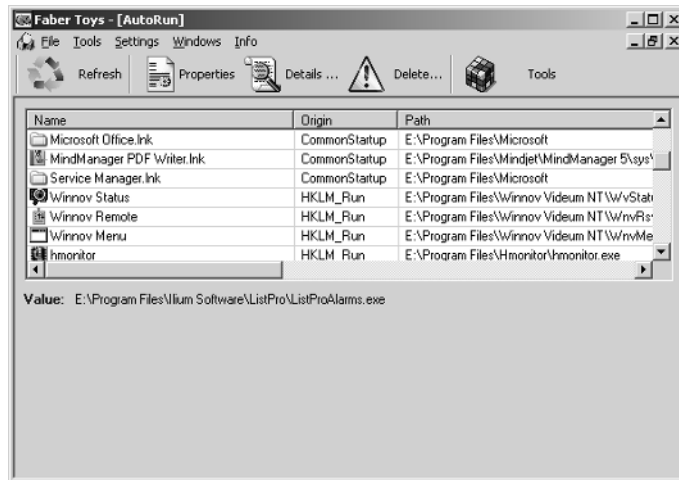 Faber Toys - [AutoRun]
File Tools Settings Windows Info
Refresh Properties Details ... Delete... Tools
Name Origin Path
Microsoft Office.lnk CommonStartup E:\Program Files\Microsoft
MindManager PDF Writer.lnk CommonStartup E:\Program Files\Mindjet\MindManager 5\sys\
Service Manager.lnk CommonStartup E:\Program Files\Microsoft
Winnov Status HKLM_Run E:\Program Files\Winnov Videum NT\WvStatu
Winnov Remote HKLM_Run E:\Program Files\Winnov Videum NT\WnvRs
Winnov Menu HKLM_Run E:\Program Files\Winnov Videum NT\WnvMe
hmonitor HKLM_Run E:\Program Files\Hmonitor\hmonitor.exe
Value: E:\Program Files\Ilium Software\ListPro\ListProAlarms.exe